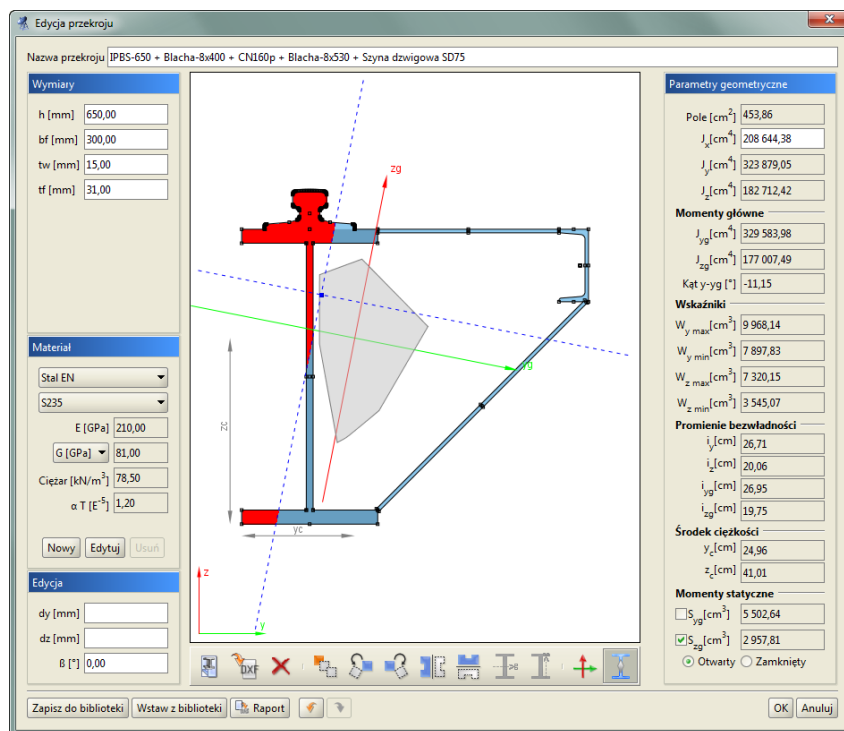 Edycja przekroju
Nazwa przekroju IPBS-650 + Blacha-8x400 + CN160p + Blacha-8x530 + Szyna dzwigowa SD75
Wymiary
h [mm] 650,00
bf [mm] 300,00
tw [mm] 15,00
tf [mm] 31,00
Materiał
Stal EN
S235
E [GPa] 210,00
G [GPa] 81,00
Ciężar [kN/m³] 78,50
α T [E⁻⁵] 1,20
Nowy Edytuj Usuń
Edycja
dy [mm]
dz [mm]
ß [°] 0,00
zg
yg
zc
yc
z
y
DXF
Parametry geometryczne
Pole [cm²] 453,86
Jx[cm⁴] 208 644,38
Jy[cm⁴] 323 879,05
Jz[cm⁴] 182 712,42
Momenty główne
Jyg[cm⁴] 329 583,98
Jzg[cm⁴] 177 007,49
Kąt y-yg [°] -11,15
Wskaźniki
Wy max[cm³] 9 968,14
Wy min[cm³] 7 897,83
Wz max[cm³] 7 320,15
Wz min[cm³] 3 545,07
Promienie bezwładności
iy[cm] 26,71
iz[cm] 20,06
iyg[cm] 26,95
izg[cm] 19,75
Środek ciężkości
yc[cm] 24,96
zc[cm] 41,01
Momenty statyczne
Syg[cm³] 5 502,64
Szg[cm³] 2 957,81
Otwarty Zamknięty
Zapisz do biblioteki Wstaw z biblioteki Raport
OK Anuluj